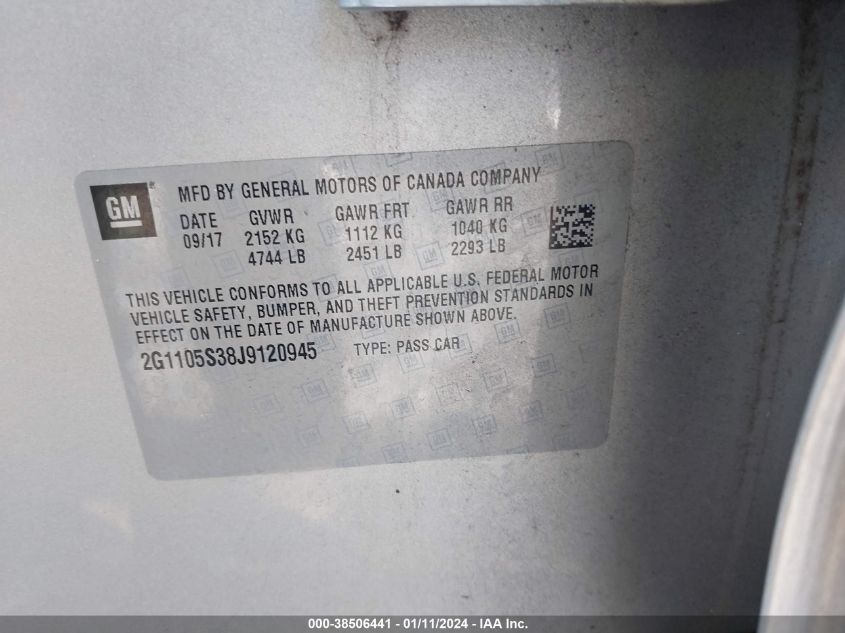 GM ®
MFD BY GENERAL MOTORS OF CANADA COMPANY
DATE GVWR GAWR FRT GAWR RR
09/17 2152 KG 1112 KG 1040 KG
4744 LB 2451 LB 2293 LB
THIS VEHICLE CONFORMS TO ALL APPLICABLE U.S. FEDERAL MOTOR
VEHICLE SAFETY, BUMPER, AND THEFT PREVENTION STANDARDS IN
EFFECT ON THE DATE OF MANUFACTURE SHOWN ABOVE.
2G1105S38J9120945 TYPE: PASS CAR
000-38506441 - 01/11/2024 - IAA Inc.